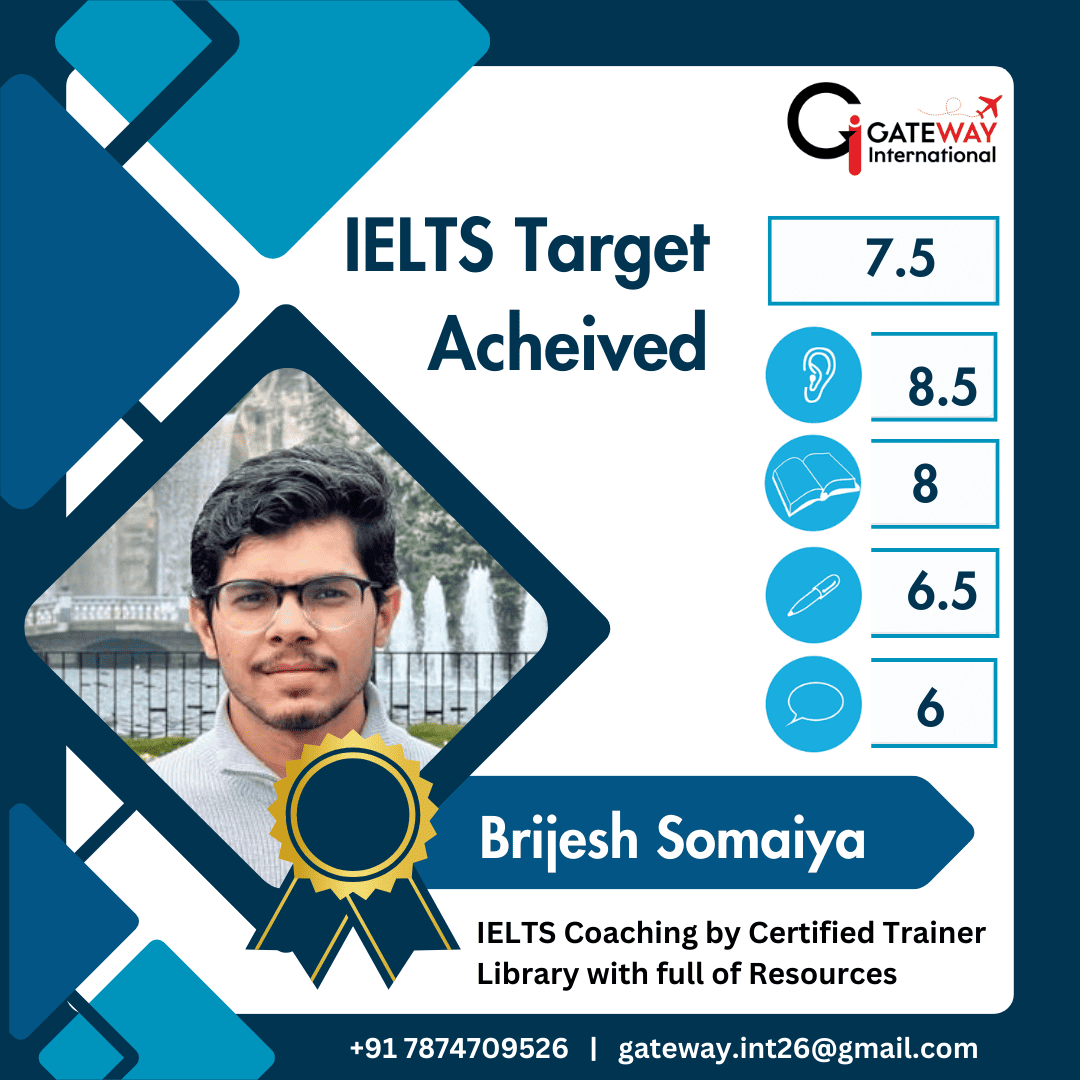 GATEWAY
International
IELTS Target
Acheived
7.5
8.5
8
6.5
6
Brijesh Somaiya
IELTS Coaching by Certified Trainer
Library with full of Resources
+91 7874709526 | gateway.int26@gmail.com